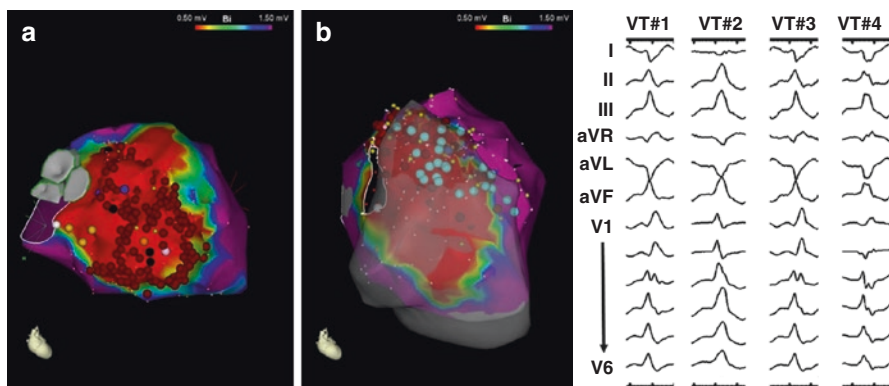 a
0.50 mV Bi 1.50 mV
b
0.50 mV Bi 1.50 mV
VT#1 VT#2 VT#3 VT#4
I
II
III
aVR
aVL
aVF
V1
V6